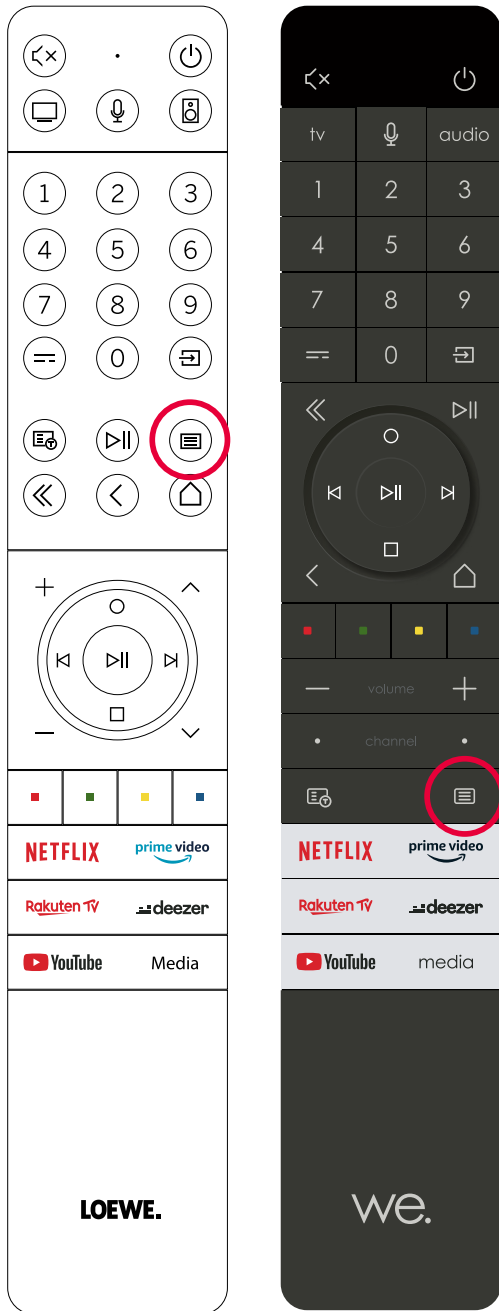 1 2 3
4 5 6
7 8 9
0
T
NETFLIX prime video
Rakuten TV deezer
YouTube Media
LOEWE.
tv audio
1 2 3
4 5 6
7 8 9
0
volume
channel
T
NETFLIX prime video
Rakuten TV deezer
YouTube media
we.